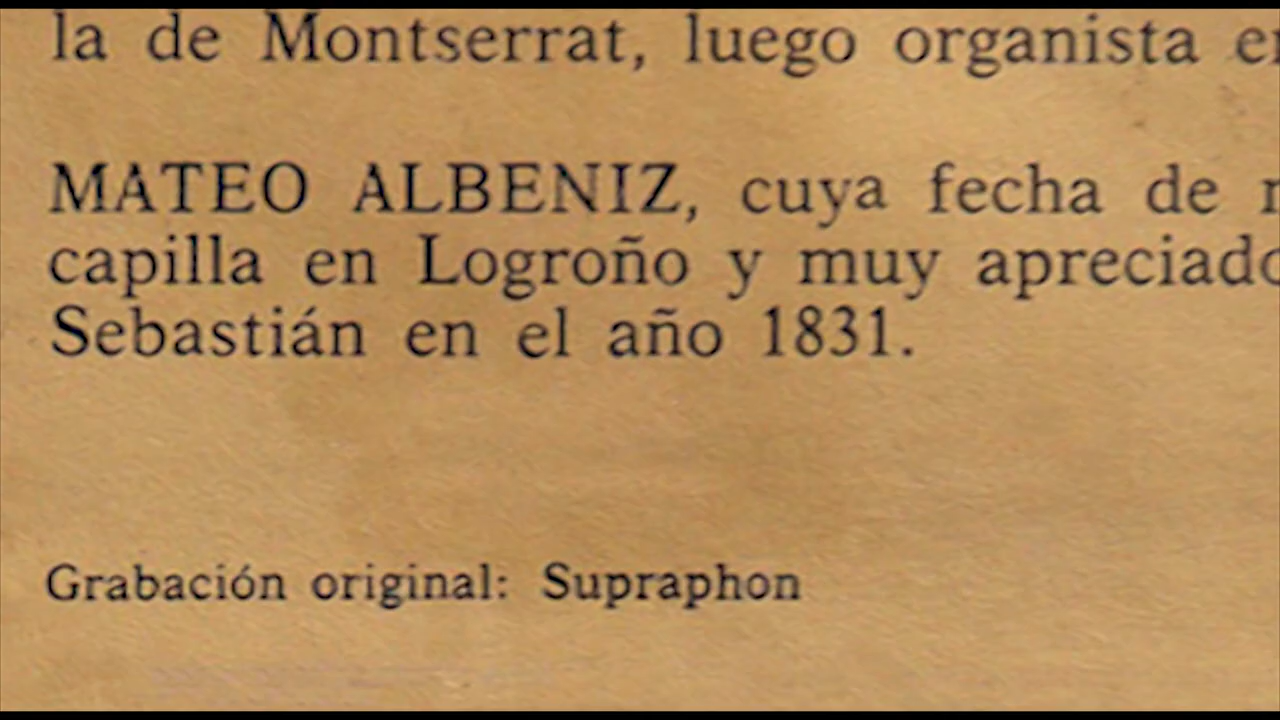 la de Montserrat, luego organista
MATEO ALBENIZ, cuya fecha de
capilla en Logroño y muy apreciado
Sebastián en el año 1831.
Grabación original: Supraphon